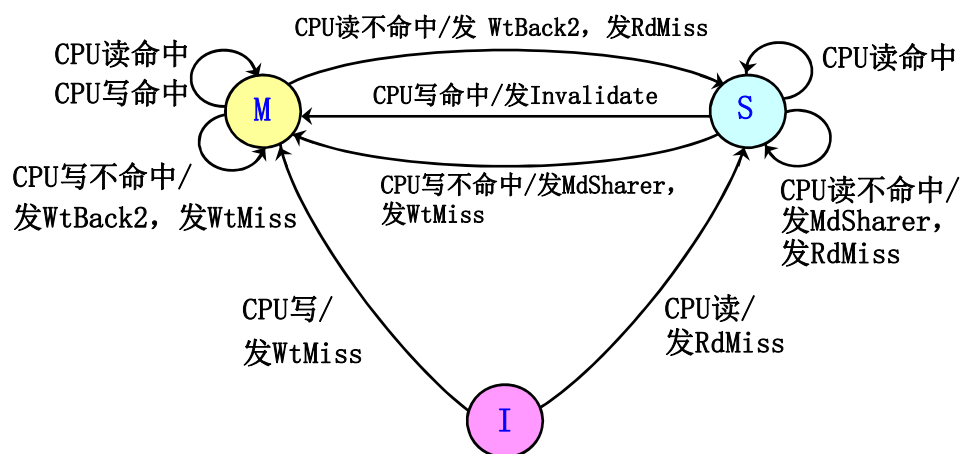 CPU读不命中/发 WtBack2，发RdMiss
CPU读命中
CPU写命中
CPU读命中
M
CPU写命中/发Invalidate
S
CPU写不命中/
发WtBack2，发WtMiss
CPU写不命中/发MdSharer，
发WtMiss
CPU读不命中/
发MdSharer，
发RdMiss
CPU写/
发WtMiss
CPU读/
发RdMiss
I